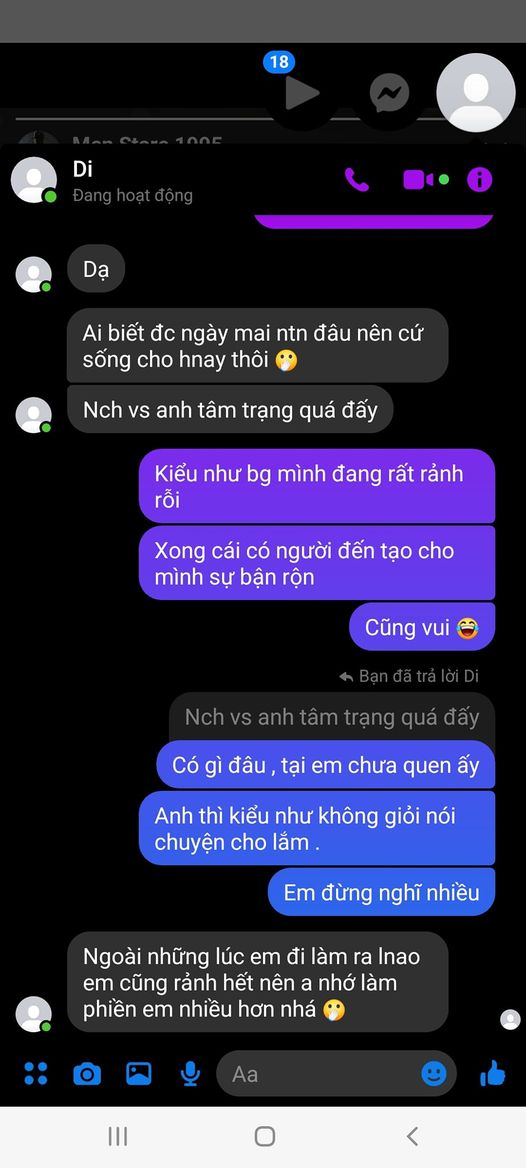 18
Di
Đang hoạt động
Dạ
Ai biết đc ngày mai ntn đâu nên cứ
sống cho hnay thôi 🤫
Nch vs anh tâm trạng quá đấy
Kiểu như bg mình đang rất rảnh
rỗi
Xong cái có người đến tạo cho
mình sự bận rộn
Cũng vui 😂
Bạn đã trả lời Di
Nch vs anh tâm trạng quá đấy
Có gì đâu , tại em chưa quen ấy
Anh thì kiểu như không giỏi nói
chuyện cho lắm .
Em đừng nghĩ nhiều
Ngoài những lúc em đi làm ra lnao
em cũng rảnh hết nên a nhớ làm
phiền em nhiều hơn nhá 🤫
Aa